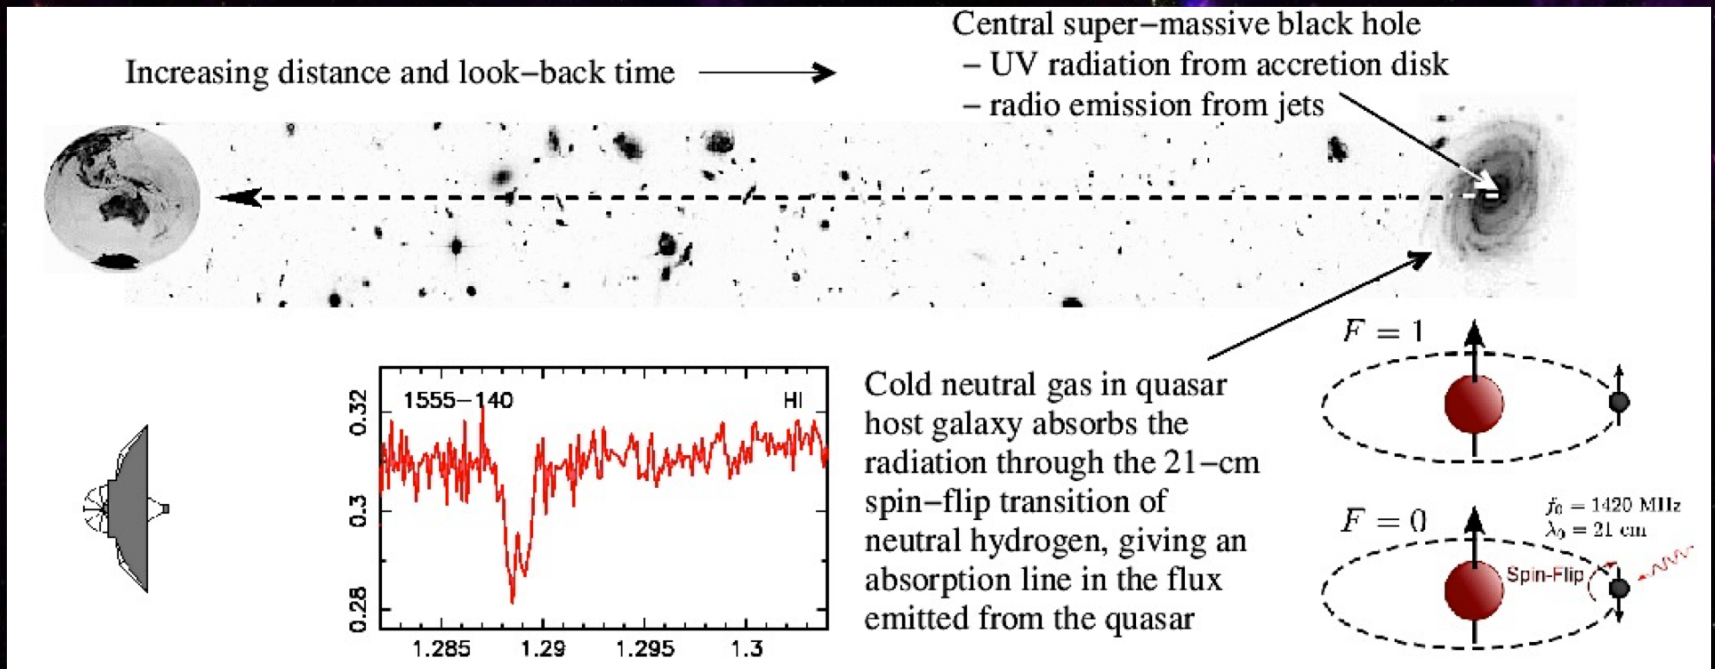 Central super–massive black hole
– UV radiation from accretion disk
– radio emission from jets
Increasing distance and look–back time
1555–140
HI
0.32
0.3
0.28
1.285
1.29
1.295
1.3
Cold neutral gas in quasar
host galaxy absorbs the
radiation through the 21–cm
spin–flip transition of
neutral hydrogen, giving an
absorption line in the flux
emitted from the quasar
F = 1
F = 0
f₀ = 1420 MHz
λ₀ = 21 cm
Spin-Flip